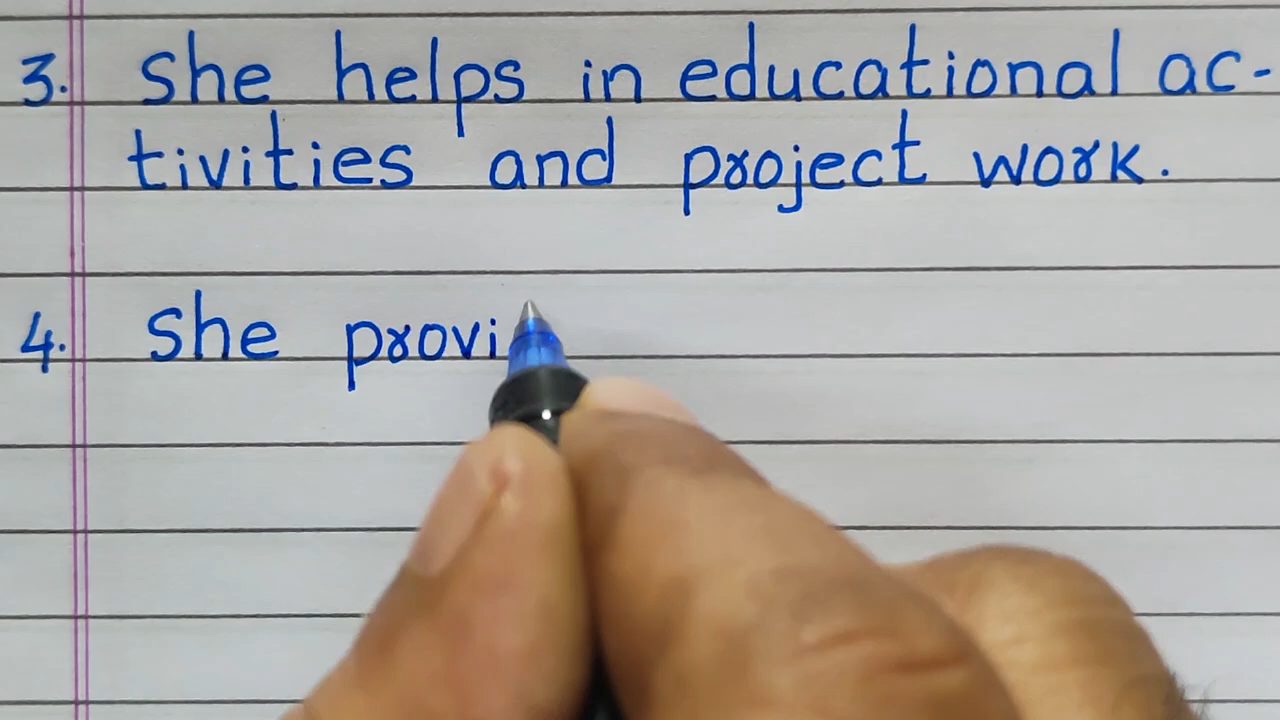 3. She helps in educational ac-
tivities and project work.
4. She provi